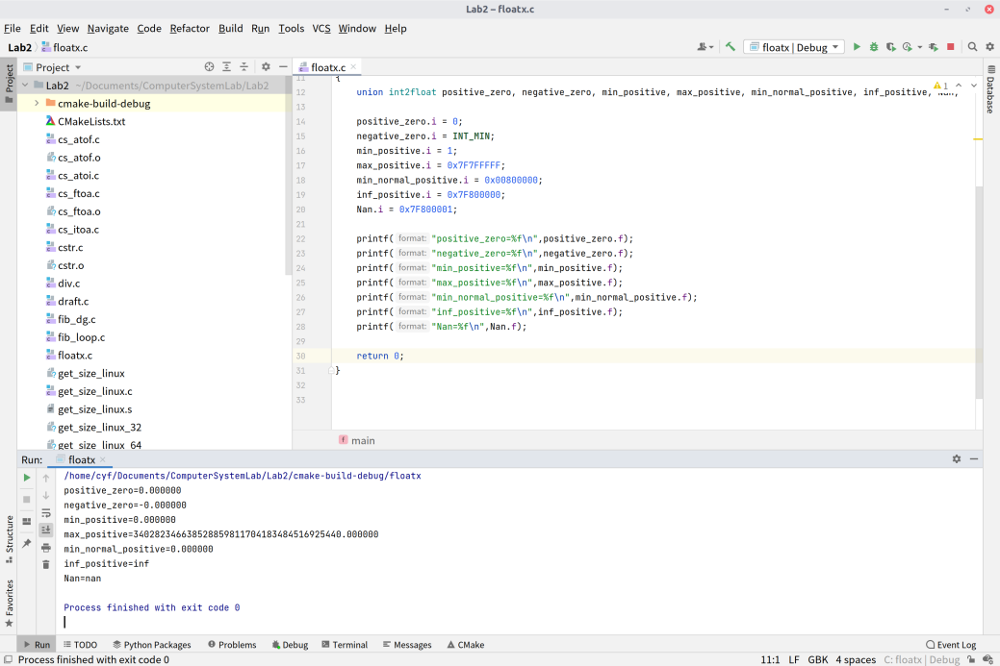 Lab2 – floatx.c
File Edit View Navigate Code Refactor Build Run Tools VCS Window Help
Lab2 floatx.c
floatx | Debug
Project
floatx.c
Project
Database
Lab2 ~/Documents/ComputerSystemLab/Lab2
cmake-build-debug
CMakeLists.txt
cs_atof.c
cs_atof.o
cs_atoi.c
cs_ftoa.c
cs_ftoa.o
cs_itoa.c
cstr.c
cstr.o
div.c
draft.c
fib_dg.c
fib_loop.c
floatx.c
get_size_linux
get_size_linux.c
get_size_linux.s
get_size_linux_32
get_size_linux_64
1
11 {
12 union int2float positive_zero, negative_zero, min_positive, max_positive, min_normal_positive, inf_positive, Nan;
13
14 positive_zero.i = 0;
15 negative_zero.i = INT_MIN;
16 min_positive.i = 1;
17 max_positive.i = 0x7F7FFFFF;
18 min_normal_positive.i = 0x00800000;
19 inf_positive.i = 0x7F800000;
20 Nan.i = 0x7F800001;
21
22 printf( format: "positive_zero=%f\n",positive_zero.f);
23 printf( format: "negative_zero=%f\n",negative_zero.f);
24 printf( format: "min_positive=%f\n",min_positive.f);
25 printf( format: "max_positive=%f\n",max_positive.f);
26 printf( format: "min_normal_positive=%f\n",min_normal_positive.f);
27 printf( format: "inf_positive=%f\n",inf_positive.f);
28 printf( format: "Nan=%f\n",Nan.f);
29
30 return 0;
31 }
32
33
f main
Run: floatx
/home/cyf/Documents/ComputerSystemLab/Lab2/cmake-build-debug/floatx
positive_zero=0.000000
negative_zero=-0.000000
min_positive=0.000000
max_positive=340282346638528859811704183484516925440.000000
min_normal_positive=0.000000
inf_positive=inf
Nan=nan
Process finished with exit code 0
Structure
Favorites
Run TODO Python Packages Problems Debug Terminal Messages CMake Event Log
Process finished with exit code 0 11:1 LF GBK 4 spaces C: floatx | Debug